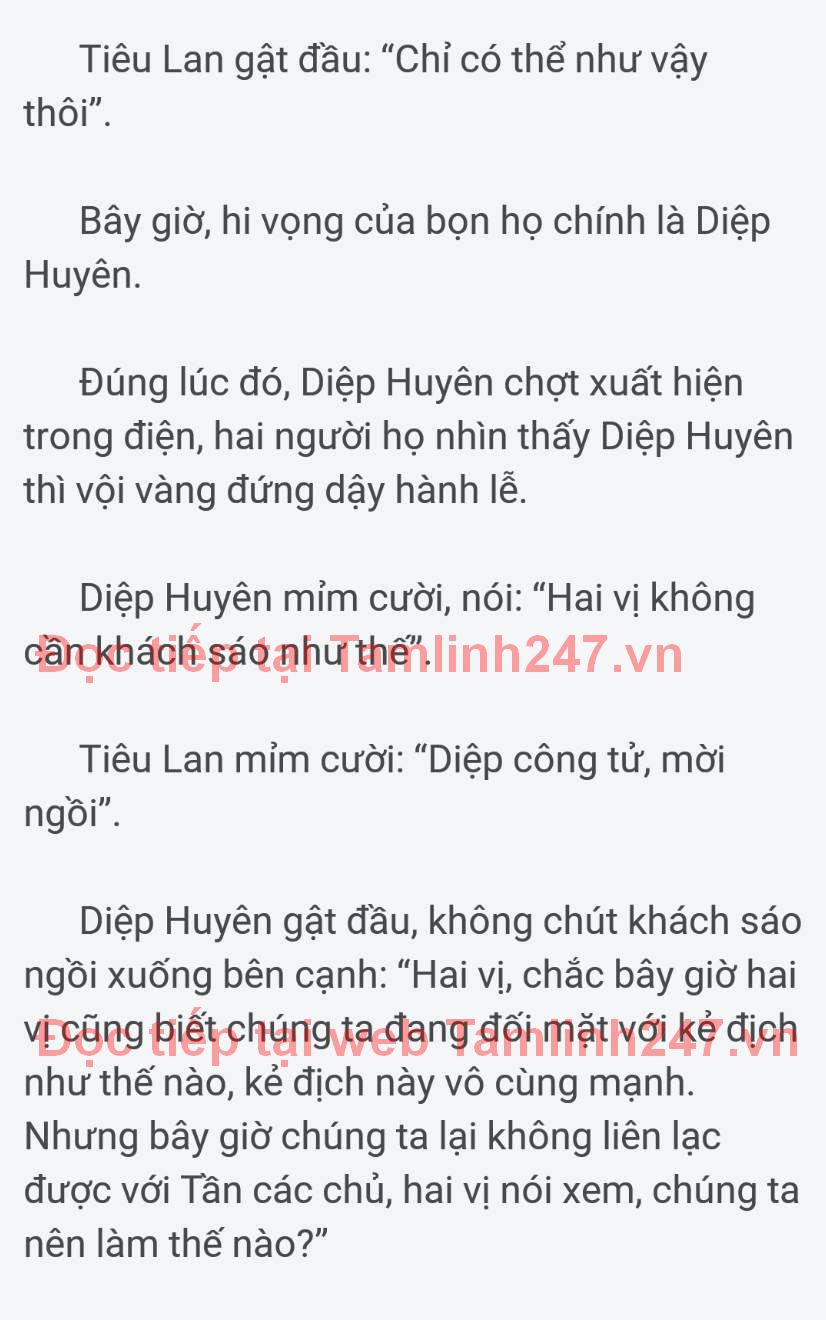 Tiêu Lan gật đầu: “Chỉ có thể như vậy
thôi”.
Bây giờ, hi vọng của bọn họ chính là Diệp
Huyên.
Đúng lúc đó, Diệp Huyên chợt xuất hiện
trong điện, hai người họ nhìn thấy Diệp Huyên
thì vội vàng đứng dậy hành lễ.
Diệp Huyên mỉm cười, nói: “Hai vị không
cần khách sáo như thế”.
Đọc tiếp tại Tamlinh247.vn
Tiêu Lan mỉm cười: “Diệp công tử, mời
ngồi”.
Diệp Huyên gật đầu, không chút khách sáo
ngồi xuống bên cạnh: “Hai vị, chắc bây giờ hai
vị cũng biết chúng ta đang đối mặt với kẻ địch
Đọc tiếp tại web Tamlinh247.vn
như thế nào, kẻ địch này vô cùng mạnh.
Nhưng bây giờ chúng ta lại không liên lạc
được với Tần các chủ, hai vị nói xem, chúng ta
nên làm thế nào?”